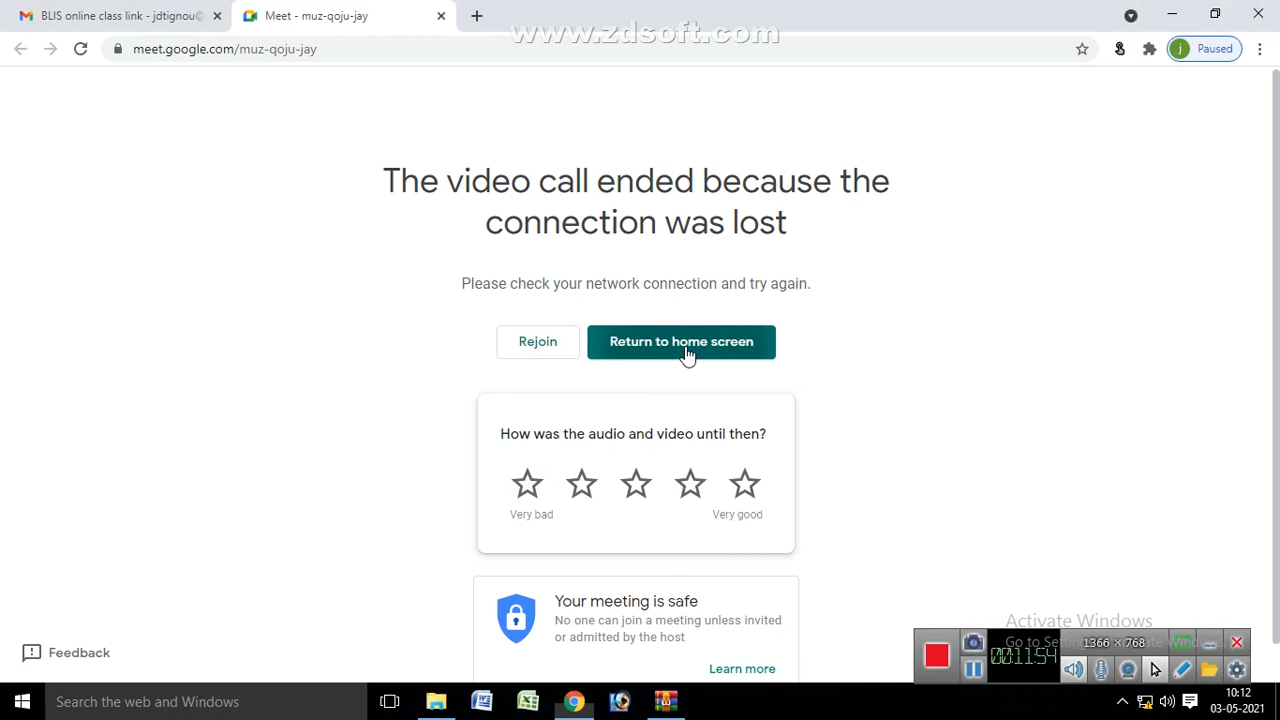 BLIS online class link - jdtignou@
Meet - muz-qoju-jay
www.zdsoft.com
meet.google.com/muz-qoju-jay
j
Paused
The video call ended because the
connection was lost
Please check your network connection and try again.
Rejoin
Return to home screen
How was the audio and video until then?
Very bad
Very good
Your meeting is safe
No one can join a meeting unless invited
or admitted by the host
Learn more
Feedback
Activate Windows
1366 × 768
00:11:54
Search the web and Windows
10:12
03-05-2021